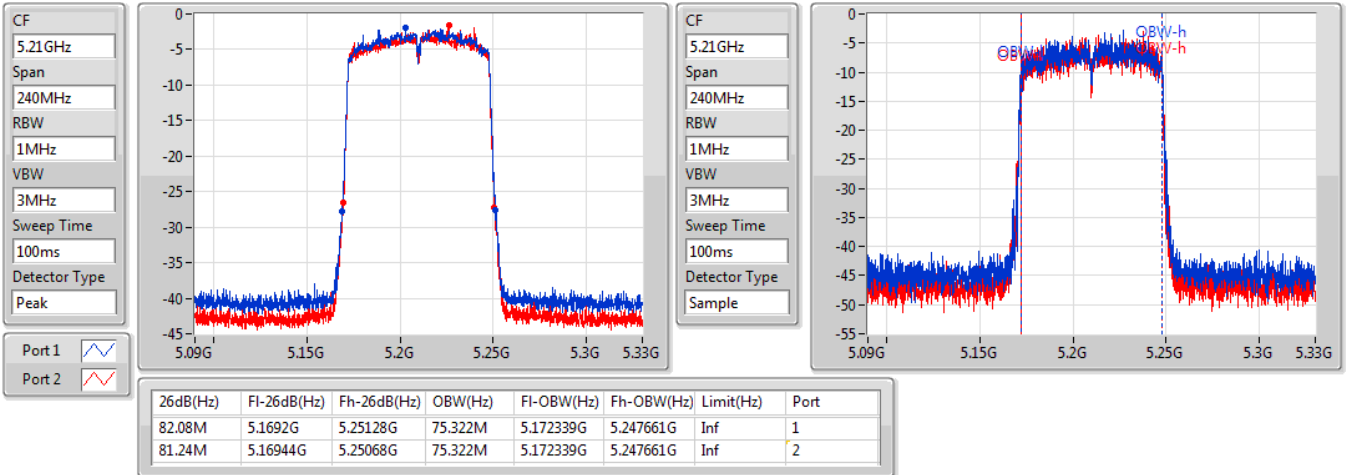 CF
5.21GHz
Span
240MHz
RBW
1MHz
VBW
3MHz
Sweep Time
100ms
Detector Type
Peak
0
-5
-10
-15
-20
-25
-30
-35
-40
-45
5.09G 5.15G 5.2G 5.25G 5.3G 5.33G
CF
5.21GHz
Span
240MHz
RBW
1MHz
VBW
3MHz
Sweep Time
100ms
Detector Type
Sample
0
-5
-10
-15
-20
-25
-30
-35
-40
-45
-50
-55
OBW-h
OBW-h
5.09G 5.15G 5.2G 5.25G 5.3G 5.33G
Port 1
Port 2
26dB(Hz) Fl-26dB(Hz) Fh-26dB(Hz) OBW(Hz) Fl-OBW(Hz) Fh-OBW(Hz) Limit(Hz) Port
82.08M 5.1692G 5.25128G 75.322M 5.172339G 5.247661G Inf 1
81.24M 5.16944G 5.25068G 75.322M 5.172339G 5.247661G Inf 2